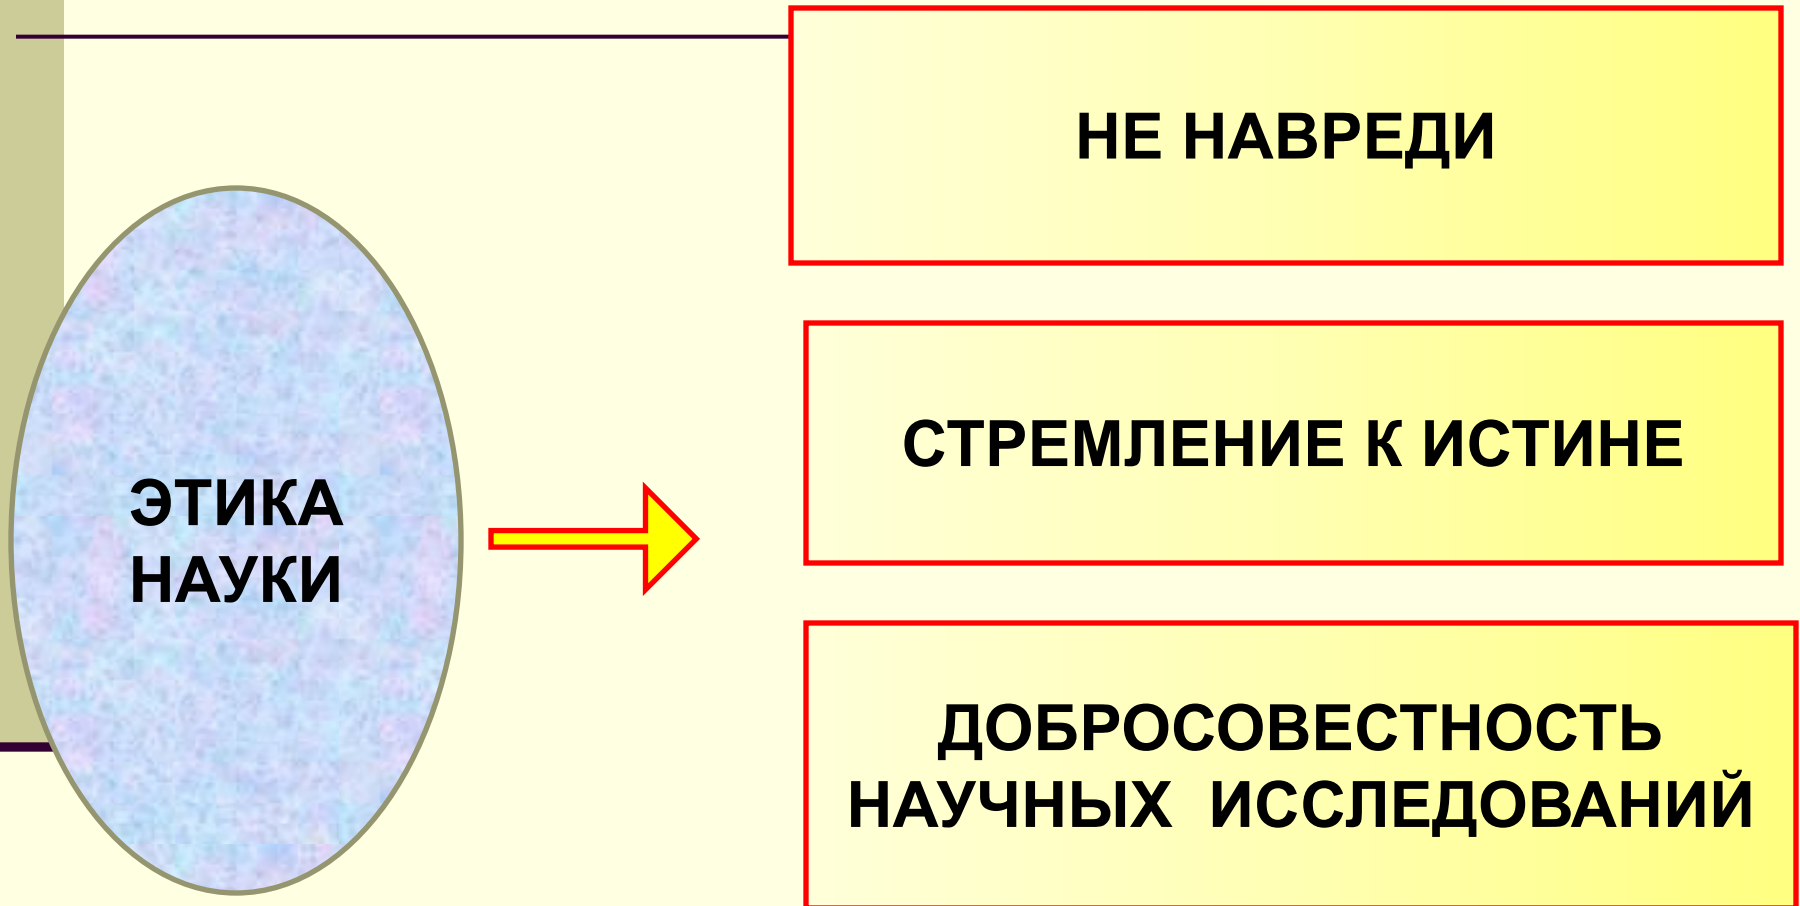 НЕ НАВРЕДИ
СТРЕМЛЕНИЕ К ИСТИНЕ
ЭТИКА
НАУКИ
ДОБРОСОВЕСТНОСТЬ
НАУЧНЫХ ИССЛЕДОВАНИЙ